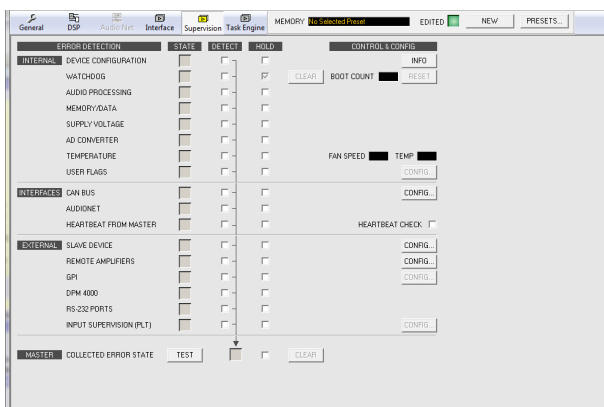 General DSP Audio Net Interface Supervision Task Engine MEMORY No Selected Preset EDITED NEW PRESETS...
ERROR DETECTION STATE DETECT HOLD CONTROL & CONFIG
INTERNAL DEVICE CONFIGURATION INFO
WATCHDOG CLEAR BOOT COUNT RESET
AUDIO PROCESSING
MEMORY/DATA
SUPPLY VOLTAGE
AD CONVERTER
TEMPERATURE FAN SPEED TEMP
USER FLAGS CONFIG...
INTERFACES CAN BUS CONFIG...
AUDIONET
HEARTBEAT FROM MASTER HEARTBEAT CHECK
EXTERNAL SLAVE DEVICE CONFIG...
REMOTE AMPLIFIERS CONFIG...
GPI CONFIG...
DPM 4000
RS-232 PORTS
INPUT SUPERVISION (PLT) CONFIG...
MASTER COLLECTED ERROR STATE TEST CLEAR